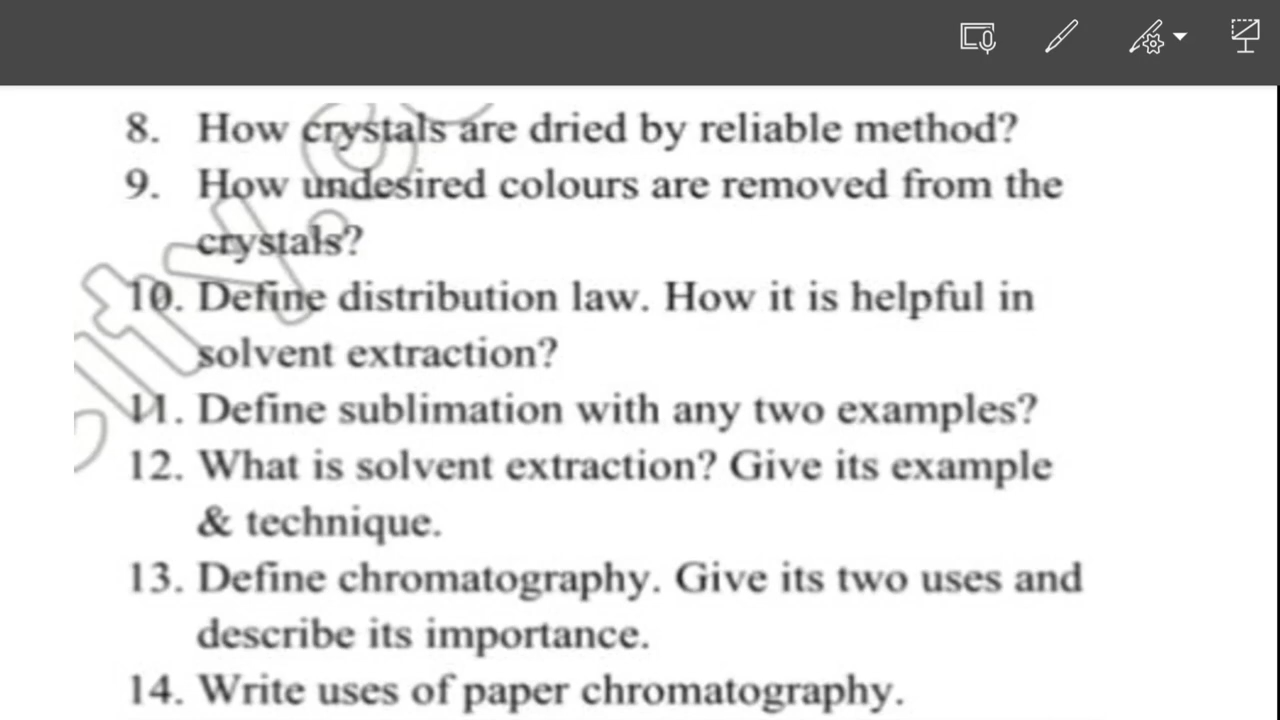 8. How crystals are dried by reliable method?
9. How undesired colours are removed from the
crystals?
10. Define distribution law. How it is helpful in
solvent extraction?
11. Define sublimation with any two examples?
12. What is solvent extraction? Give its example
& technique.
13. Define chromatography. Give its two uses and
describe its importance.
14. Write uses of paper chromatography.